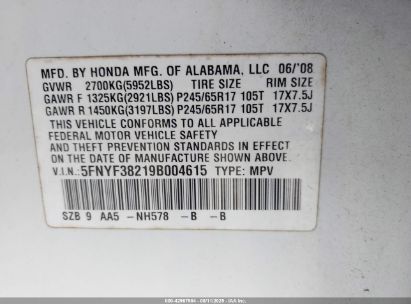 MFD. BY HONDA MFG. OF ALABAMA, LLC 06/'08
GVWR 2700KG(5952LBS) TIRE SIZE RIM SIZE
GAWR F 1325KG(2921LBS) P245/65R17 105T 17X7.5J
GAWR R 1450KG(3197LBS) P245/65R17 105T 17X7.5J
THIS VEHICLE CONFORMS TO ALL APPLICABLE
FEDERAL MOTOR VEHICLE SAFETY
AND THEFT PREVENTION STANDARDS IN EFFECT
ON THE DATE OF MANUFACTURE SHOWN ABOVE.
V.I.N.: 5FNYF38219B004615 TYPE: MPV
SZB 9 AA5 -NH578 -B -B